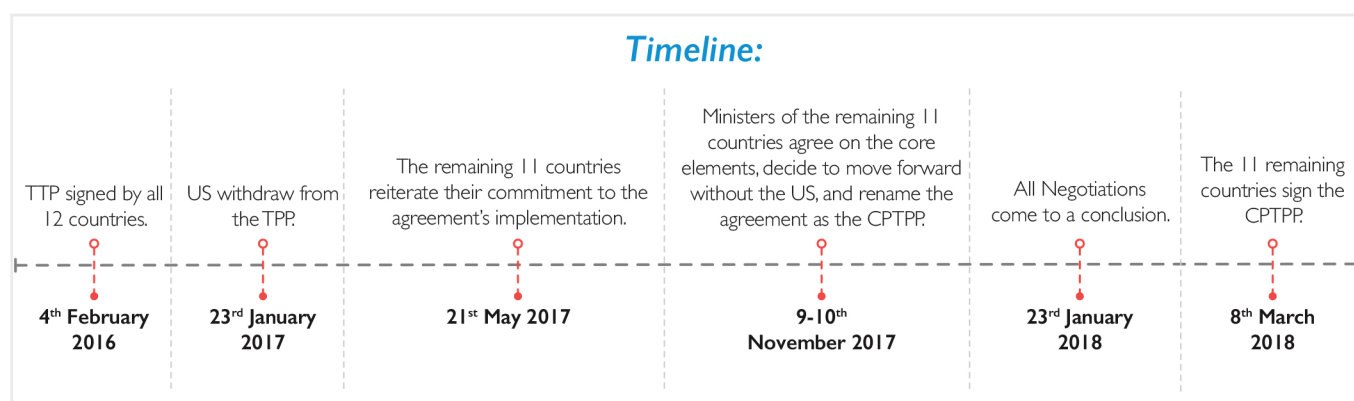 Timeline:
TTP signed by all
12 countries.
US withdraw from
the TPP.
The remaining 11 countries
reiterate their commitment to the
agreement's implementation.
Ministers of the remaining 11
countries agree on the core
elements, decide to move forward
without the US, and rename the
agreement as the CPTPP.
All Negotiations
come to a conclusion.
The 11 remaining
countries sign the
CPTPP.
4th February
2016
23rd January
2017
21st May 2017
9-10th
November 2017
23rd January
2018
8th March
2018